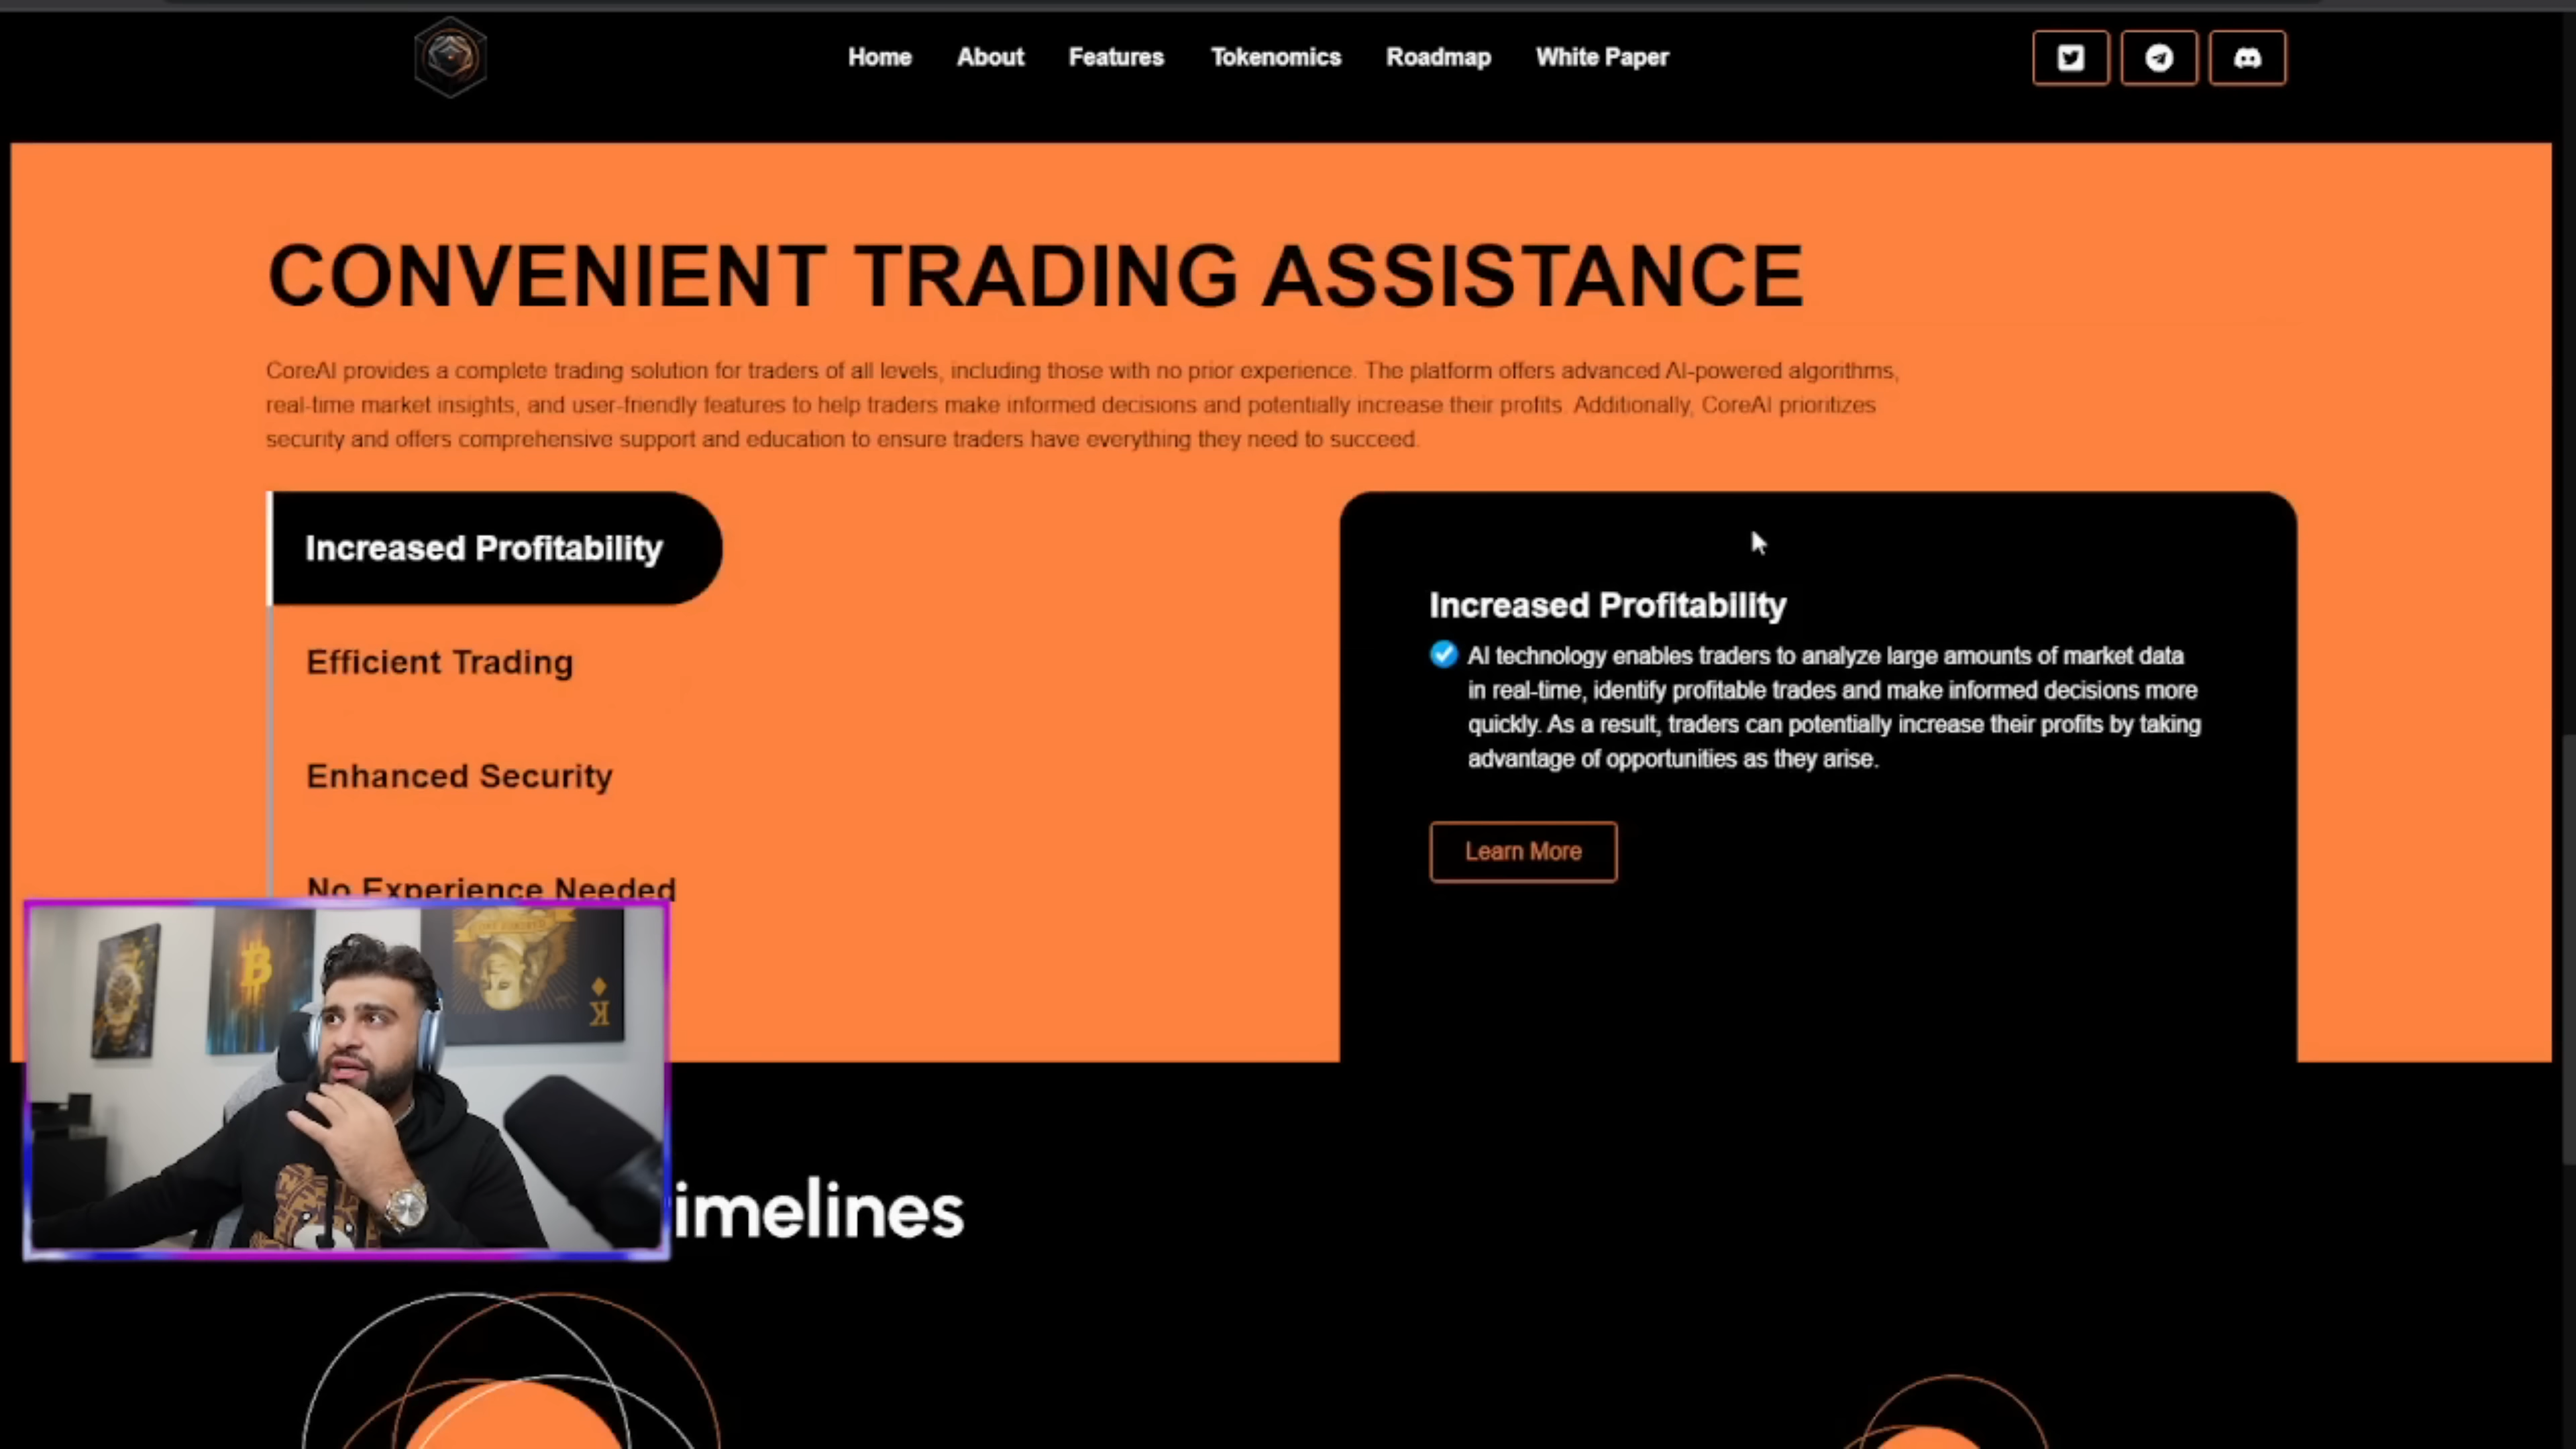 Home About Features Tokenomics Roadmap White Paper
CONVENIENT TRADING ASSISTANCE
CoreAI provides a complete trading solution for traders of all levels, including those with no prior experience. The platform offers advanced AI-powered algorithms,
real-time market insights, and user-friendly features to help traders make informed decisions and potentially increase their profits. Additionally, CoreAI prioritizes
security and offers comprehensive support and education to ensure traders have everything they need to succeed.
Increased Profitability
Efficient Trading
Enhanced Security
No Experience Needed
Increased Profitability
AI technology enables traders to analyze large amounts of market data
in real-time, identify profitable trades and make informed decisions more
quickly. As a result, traders can potentially increase their profits by taking
advantage of opportunities as they arise.
Learn More
K
imelines